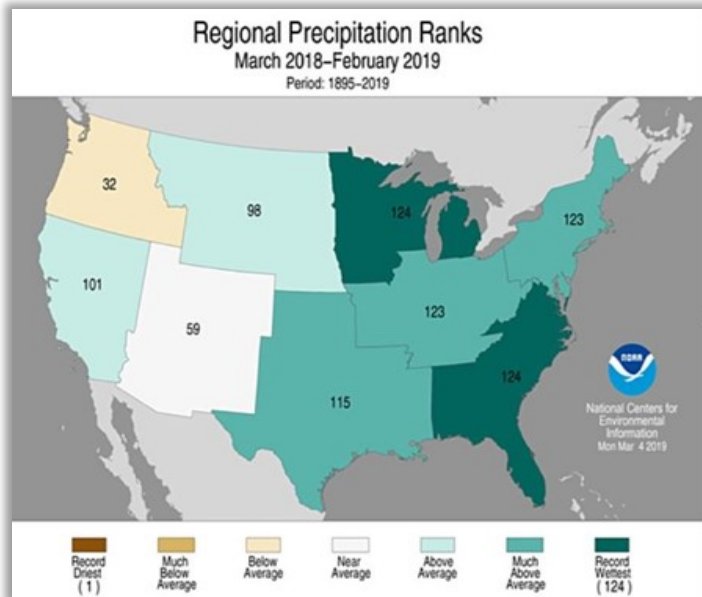 Regional Precipitation Ranks
March 2018–February 2019
Period: 1895–2019
32
98
124
123
101
59
123
115
124
NOAA
National Centers for
Environmental
Information
Mon Mar 4 2019
Record
Driest
(1)
Much
Below
Average
Below
Average
Near
Average
Above
Average
Much
Above
Average
Record
Wettest
(124)